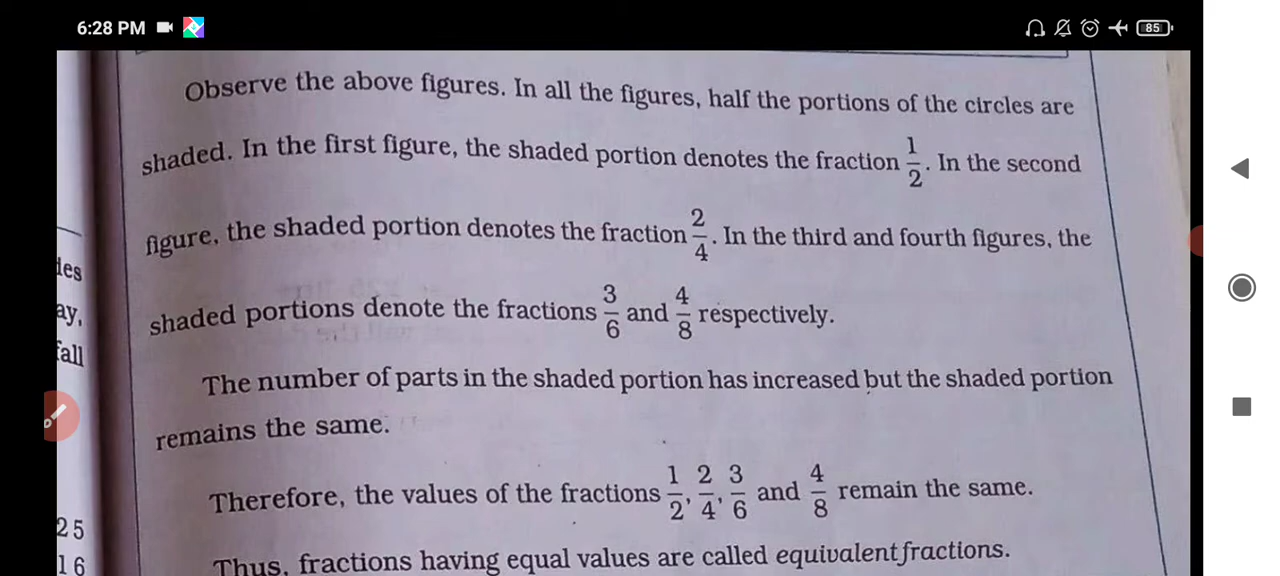 6:28 PM
85
Observe the above figures. In all the figures, half the portions of the circles are
shaded. In the first figure, the shaded portion denotes the fraction 1/2. In the second
figure, the shaded portion denotes the fraction 2/4. In the third and fourth figures, the
shaded portions denote the fractions 3/6 and 4/8 respectively.
The number of parts in the shaded portion has increased but the shaded portion
remains the same.
Therefore, the values of the fractions 1/2, 2/4, 3/6 and 4/8 remain the same.
Thus, fractions having equal values are called equivalent fractions.
ay,
fall
25
16